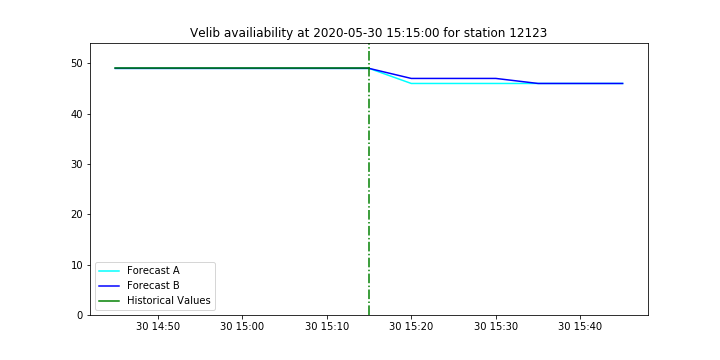 Velib availiability at 2020-05-30 15:15:00 for station 12123
50
40
30
20
10
0
Forecast A
Forecast B
Historical Values
30 14:50 30 15:00 30 15:10 30 15:20 30 15:30 30 15:40